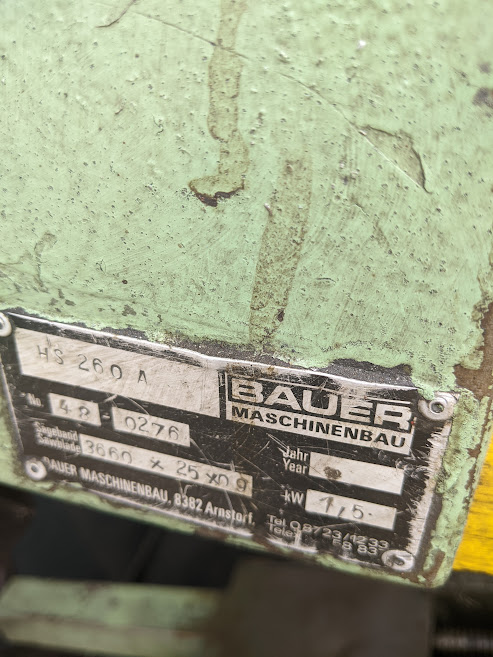 HS 260 A
BAUER
MASCHINENBAU
No 48-0276
Jahr
Year
Sägeband
Sawblade 3660 x 25 x 0 9
kW 1,5
BAUER MASCHINENBAU, 8382 Arnstorf.
Tel 08723/1233